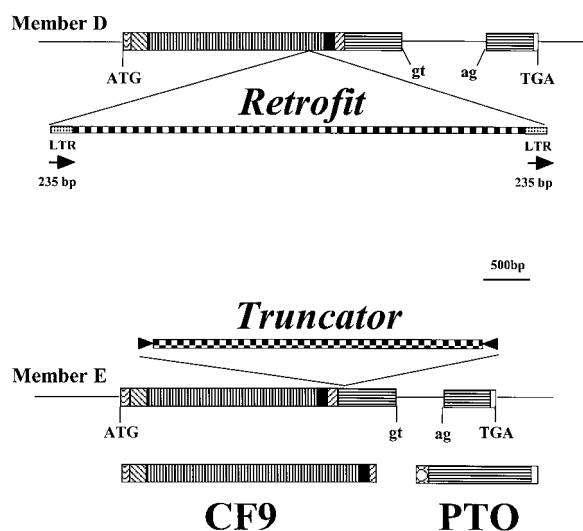 Member D
ATG
gt
ag
TGA
Retrofit
LTR
LTR
235 bp
235 bp
500bp
Truncator
Member E
ATG
gt
ag
TGA
CF9
PTO